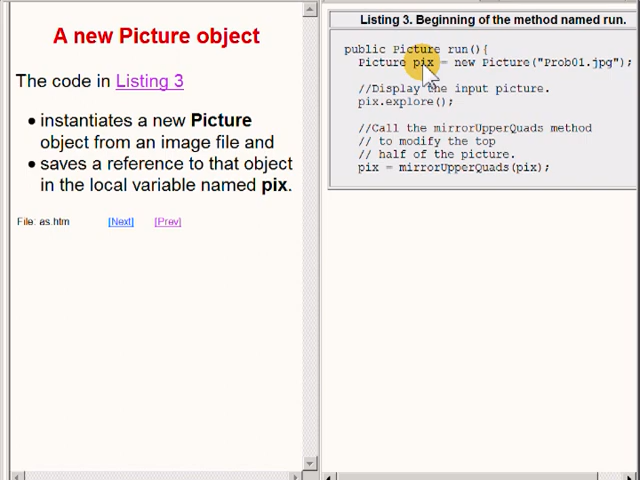 A new Picture object
The code in Listing 3
• instantiates a new Picture
object from an image file and
• saves a reference to that object
in the local variable named pix.
File: as.htm [Next] [Prev]
Listing 3. Beginning of the method named run.
public Picture run(){
Picture pix = new Picture("Prob01.jpg");
//Display the input picture.
pix.explore();
//Call the mirrorUpperQuads method
// to modify the top
// half of the picture.
pix = mirrorUpperQuads(pix);